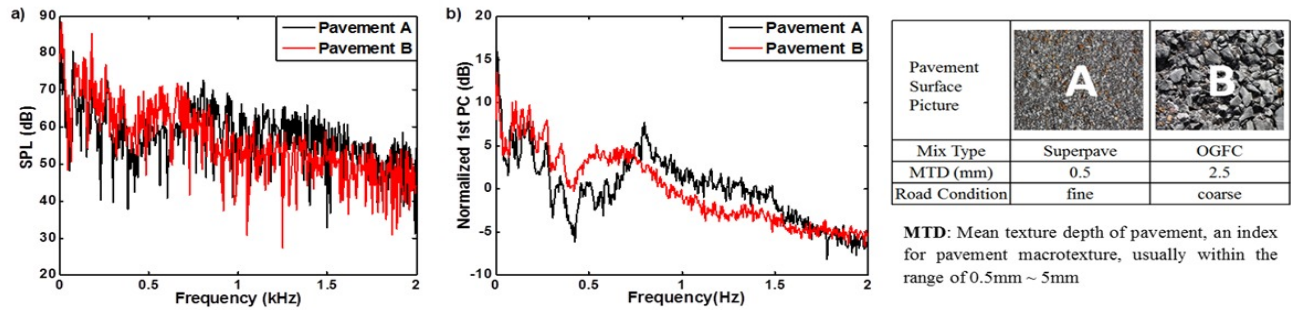 a)
90
80
70
60
50
40
30
20
SPL (dB)
0
0.5
1
1.5
2
Frequency (kHz)
Pavement A
Pavement B
b)
20
15
10
5
0
-5
-10
Normalized 1st PC (dB)
0
0.5
1
1.5
2
Frequency(Hz)
Pavement A
Pavement B
Pavement
Surface
Picture
A
B
Mix Type Superpave OGFC
MTD (mm) 0.5 2.5
Road Condition fine coarse
MTD: Mean texture depth of pavement, an index
for pavement macrotexture, usually within the
range of 0.5mm ~ 5mm